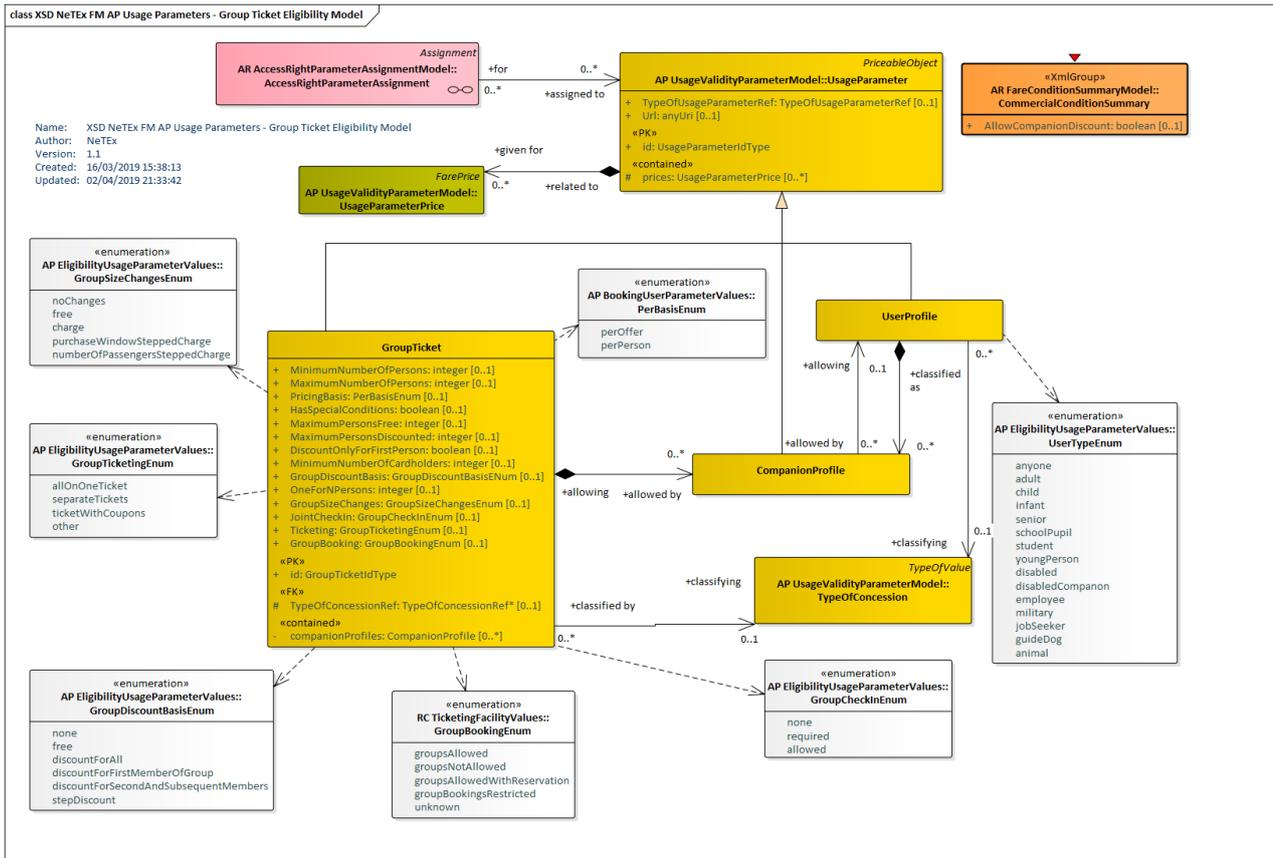 class XSD NeTEx FM AP Usage Parameters - Group Ticket Eligibility Model
Assignment
AR AccessRightParameterAssignmentModel::
AccessRightParameterAssignment
+for
0..*
0..*
+assigned to
PriceableObject
AP UsageValidityParameterModel::UsageParameter
+ TypeOfUsageParameterRef: TypeOfUsageParameterRef [0..1]
+ Url: anyUri [0..1]
«PK»
+ id: UsageParameterIdType
«contained»
# prices: UsageParameterPrice [0..*]
«XmlGroup»
AR FareConditionSummaryModel::
CommercialConditionSummary
+ AllowCompanionDiscount: boolean [0..1]
Name: XSD NeTEx FM AP Usage Parameters - Group Ticket Eligibility Model
Author: NeTEx
Version: 1.1
Created: 16/03/2019 15:38:13
Updated: 02/04/2019 21:33:42
+given for
0..*
+related to
FarePrice
AP UsageValidityParameterModel::
UsageParameterPrice
«enumeration»
AP EligibilityUsageParameterValues::
GroupSizeChangesEnum
noChanges
free
charge
purchaseWindowSteppedCharge
numberOfPassengersSteppedCharge
«enumeration»
AP BookingUserParameterValues::
PerBasisEnum
perOffer
perPerson
UserProfile
+allowing
0..1
+classified
as
0..*
+allowed by
0..*
0..*
GroupTicket
+ MinimumNumberOfPersons: integer [0..1]
+ MaximumNumberOfPersons: integer [0..1]
+ PricingBasis: PerBasisEnum [0..1]
+ HasSpecialConditions: boolean [0..1]
+ MaximumPersonsFree: integer [0..1]
+ MaximumPersonsDiscounted: integer [0..1]
+ DiscountOnlyForFirstPerson: boolean [0..1]
+ MinimumNumberOfCardholders: integer [0..1]
+ GroupDiscountBasis: GroupDiscountBasisENum [0..1]
+ OneForNPersons: integer [0..1]
+ GroupSizeChanges: GroupSizeChangesEnum [0..1]
+ JointCheckIn: GroupCheckInEnum [0..1]
+ Ticketing: GroupTicketingEnum [0..1]
+ GroupBooking: GroupBookingEnum [0..1]
«PK»
+ id: GroupTicketIdType
«FK»
# TypeOfConcessionRef: TypeOfConcessionRef* [0..1]
«contained»
- companionProfiles: CompanionProfile [0..*]
«enumeration»
AP EligibilityUsageParameterValues::
GroupTicketingEnum
allOnOneTicket
separateTickets
ticketWithCoupons
other
0..*
+allowing
+allowed by
CompanionProfile
«enumeration»
AP EligibilityUsageParameterValues::
UserTypeEnum
anyone
adult
child
infant
senior
schoolPupil
student
youngPerson
disabled
disabledCompanon
employee
military
jobSeeker
guideDog
animal
0..1
+classifying
TypeOfValue
AP UsageValidityParameterModel::
TypeOfConcession
+classifying
+classified by
0..*
0..1
«enumeration»
AP EligibilityUsageParameterValues::
GroupDiscountBasisEnum
none
free
discountForAll
discountForFirstMemberOfGroup
discountForSecondAndSubsequentMembers
stepDiscount
«enumeration»
RC TicketingFacilityValues::
GroupBookingEnum
groupsAllowed
groupsNotAllowed
groupsAllowedWithReservation
groupBookingsRestricted
unknown
«enumeration»
AP EligibilityUsageParameterValues::
GroupCheckInEnum
none
required
allowed